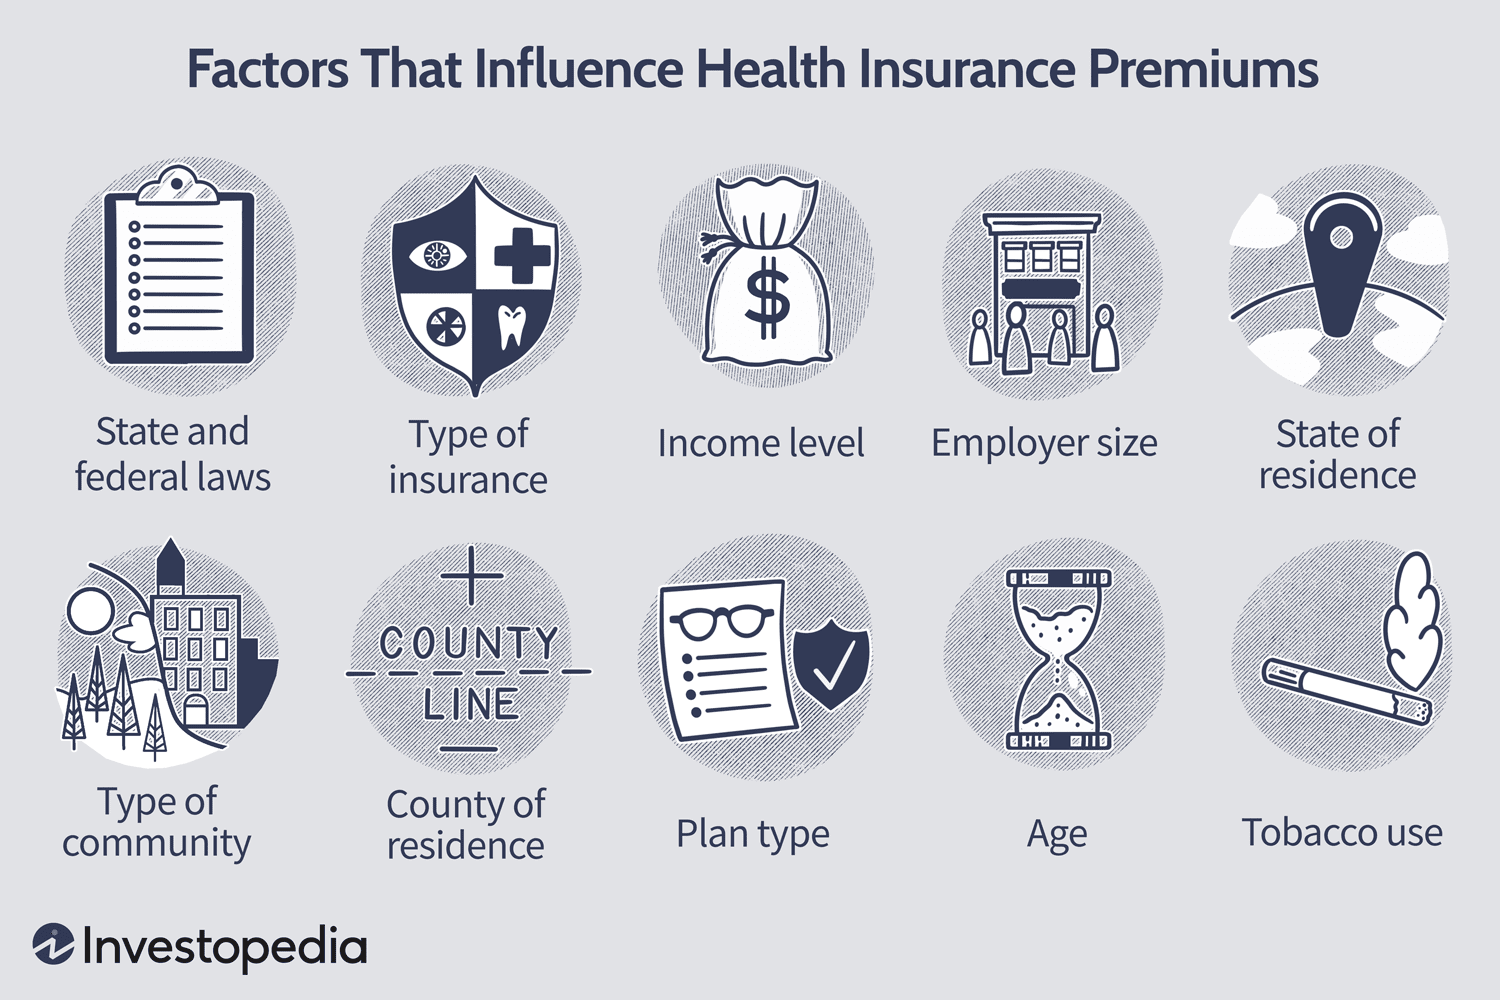 Factors That Influence Health Insurance Premiums
$
State and
federal laws
Type of
insurance
Income level
Employer size
State of
residence
COUNTY
LINE
Type of
community
County of
residence
Plan type
Age
Tobacco use
i Investopedia